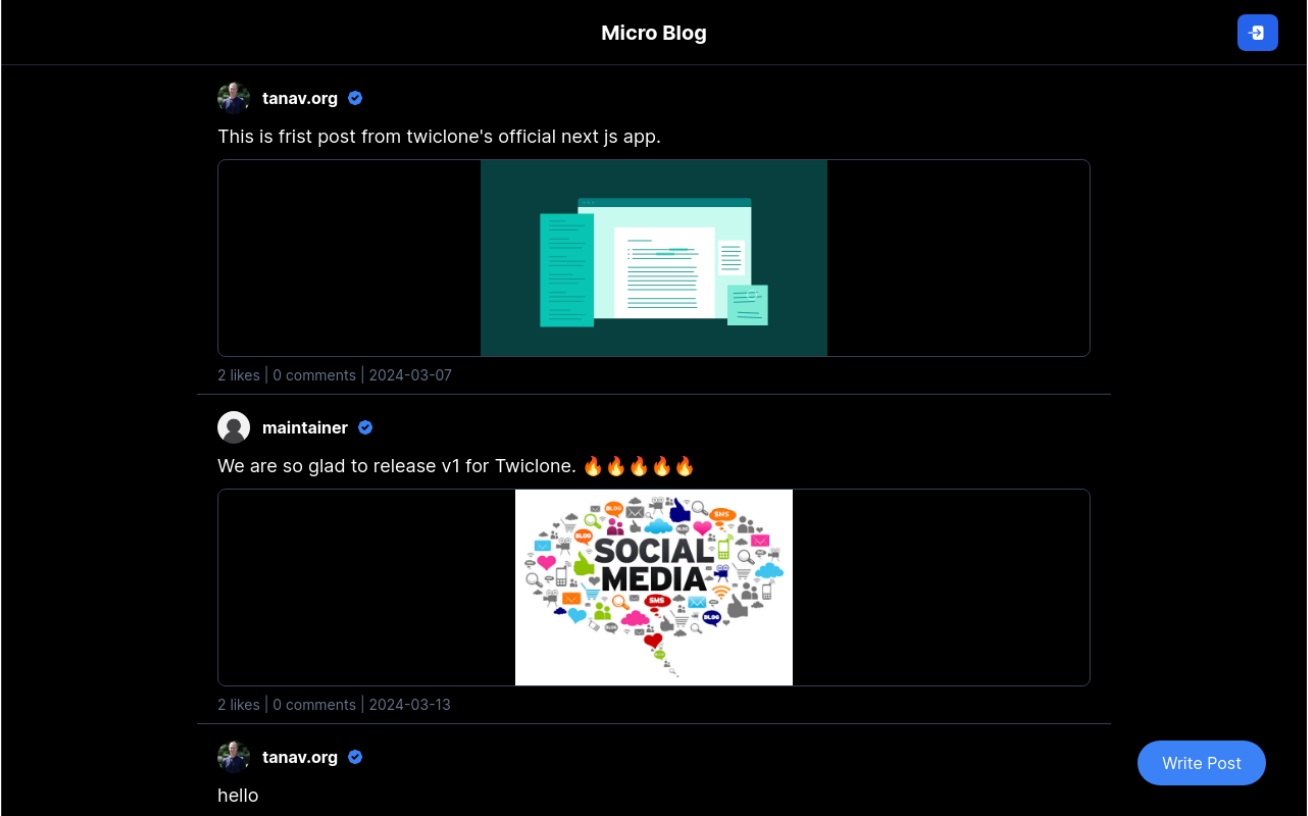 Micro Blog
tanav.org
This is frist post from twiclone's official next js app.
2 likes | 0 comments | 2024-03-07
maintainer
We are so glad to release v1 for Twiclone. 🔥🔥🔥🔥🔥
BLOG
SMS
BLOG
SOCIAL
MEDIA
SMS
BLOG
2 likes | 0 comments | 2024-03-13
tanav.org
Write Post
hello